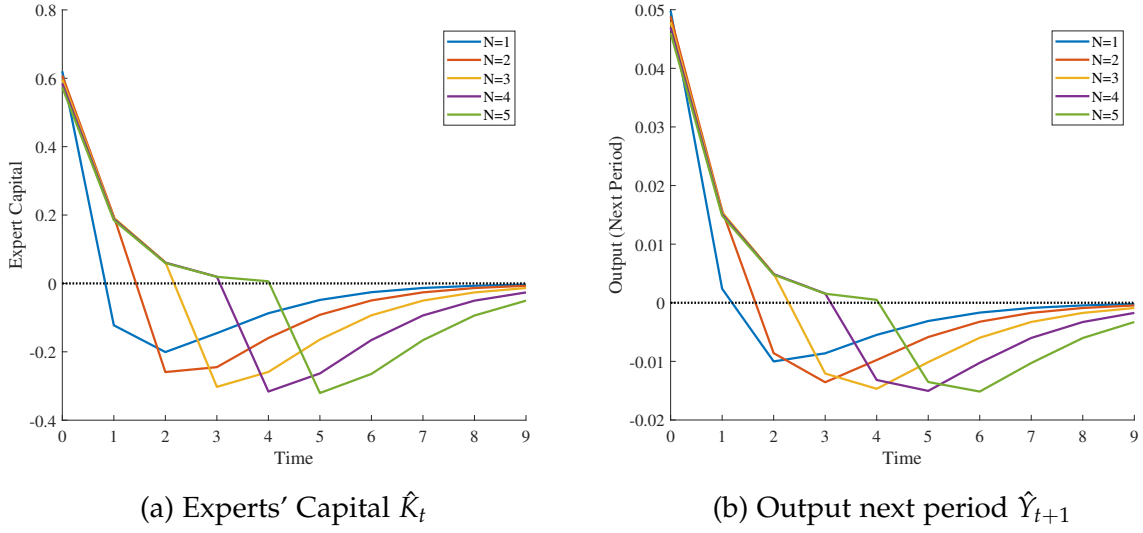 0.8
0.6
0.4
0.2
0
-0.2
-0.4
Expert Capital
0 1 2 3 4 5 6 7 8 9
Time
N=1
N=2
N=3
N=4
N=5
(a) Experts' Capital K̂ₜ
0.05
0.04
0.03
0.02
0.01
0
-0.01
-0.02
Output (Next Period)
0 1 2 3 4 5 6 7 8 9
Time
N=1
N=2
N=3
N=4
N=5
(b) Output next period Ŷₜ₊₁